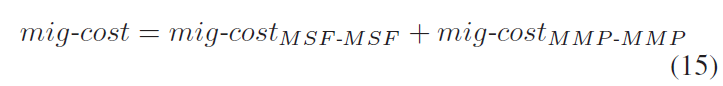 mig-cost = mig-cost_{MSF-MSF} + mig-cost_{MMP-MMP}
(15)